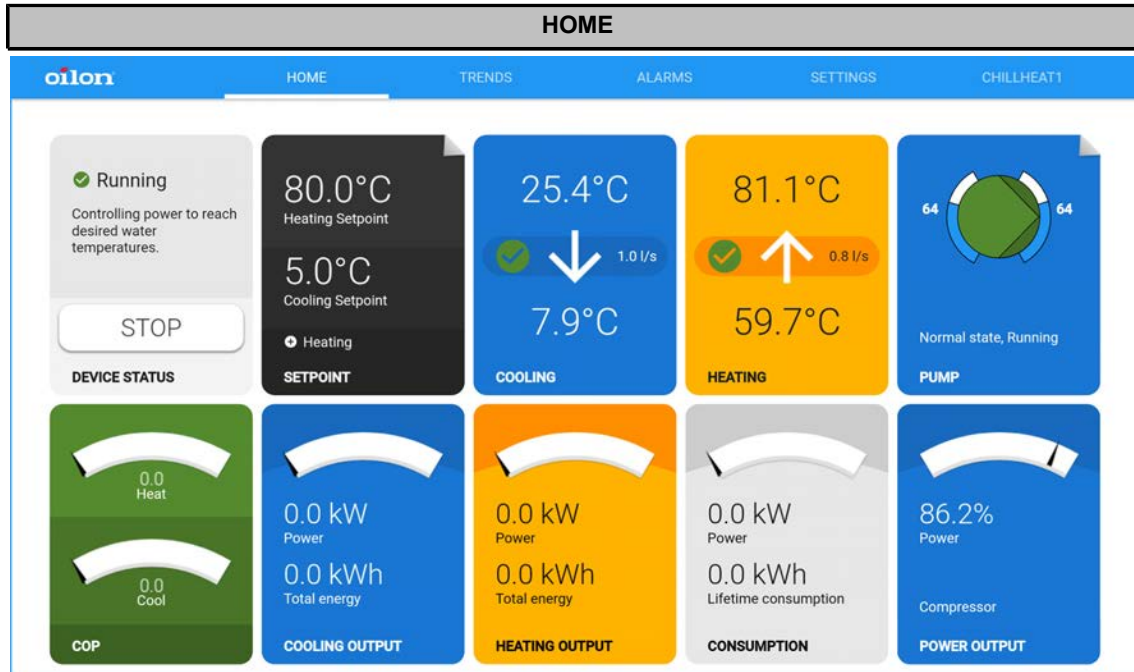 HOME
oilon
HOME
TRENDS
ALARMS
SETTINGS
CHILLHEAT1
Running
Controlling power to reach
desired water
temperatures.
STOP
DEVICE STATUS
80.0°C
Heating Setpoint
5.0°C
Cooling Setpoint
Heating
SETPOINT
25.4°C
1.0 l/s
7.9°C
COOLING
81.1°C
0.8 l/s
59.7°C
HEATING
64
64
Normal state, Running
PUMP
0.0
Heat
0.0
Cool
COP
0.0 kW
Power
0.0 kWh
Total energy
COOLING OUTPUT
0.0 kW
Power
0.0 kWh
Total energy
HEATING OUTPUT
0.0 kW
Power
0.0 kWh
Lifetime consumption
CONSUMPTION
86.2%
Power
Compressor
POWER OUTPUT